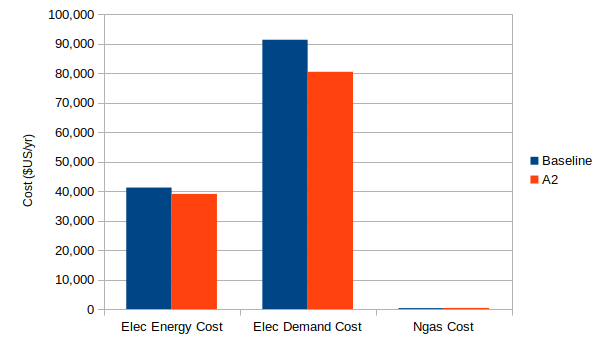 100,000
90,000
80,000
70,000
60,000
50,000
40,000
30,000
20,000
10,000
0
Cost ($US/yr)
Elec Energy Cost
Elec Demand Cost
Ngas Cost
Baseline
A2